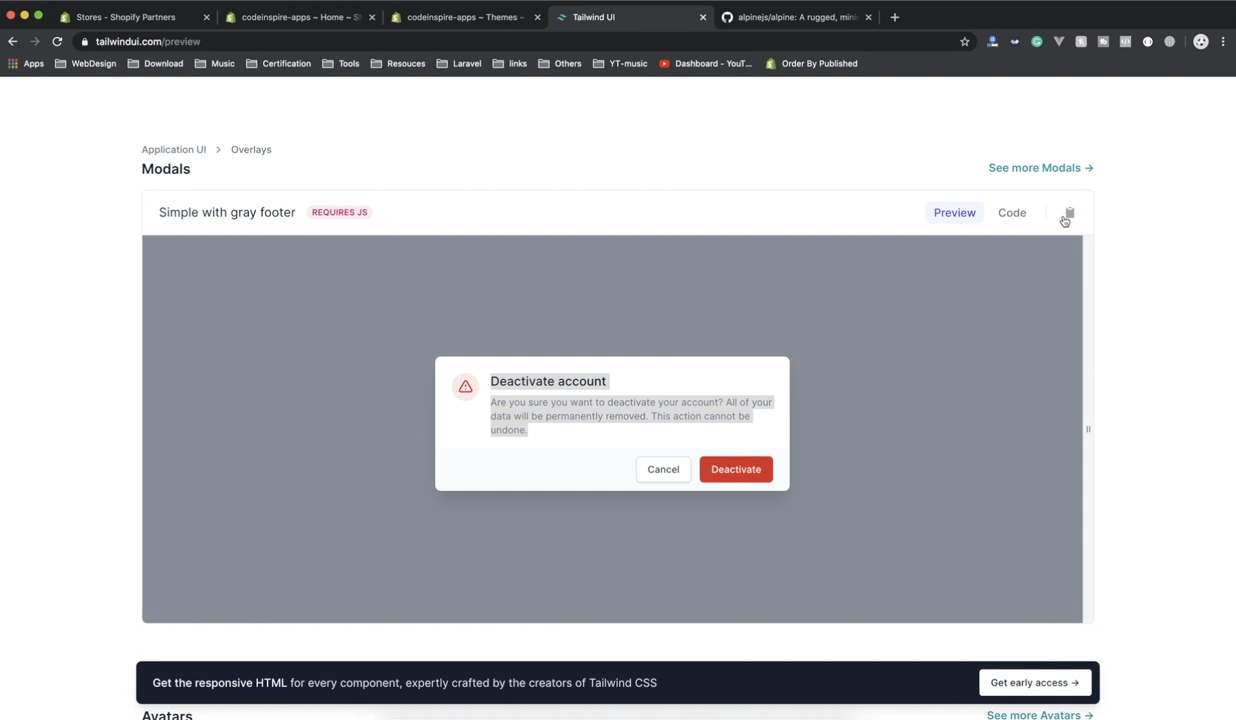 Stores - Shopify Partners
codeinspire-apps ~ Home ~ S
codeinspire-apps ~ Themes ~
Tailwind UI
alpinejs/alpine: A rugged, mini
tailwindui.com/preview
Apps
WebDesign
Download
Music
Certification
Tools
Resouces
Laravel
links
Others
YT-music
Dashboard - YouT...
Order By Published
Application UI > Overlays
Modals
See more Modals →
Simple with gray footer
REQUIRES JS
Preview
Code
Deactivate account
Are you sure you want to deactivate your account? All of your
data will be permanently removed. This action cannot be
undone.
Cancel
Deactivate
Get the responsive HTML for every component, expertly crafted by the creators of Tailwind CSS
Get early access →
Avatars
See more Avatars →